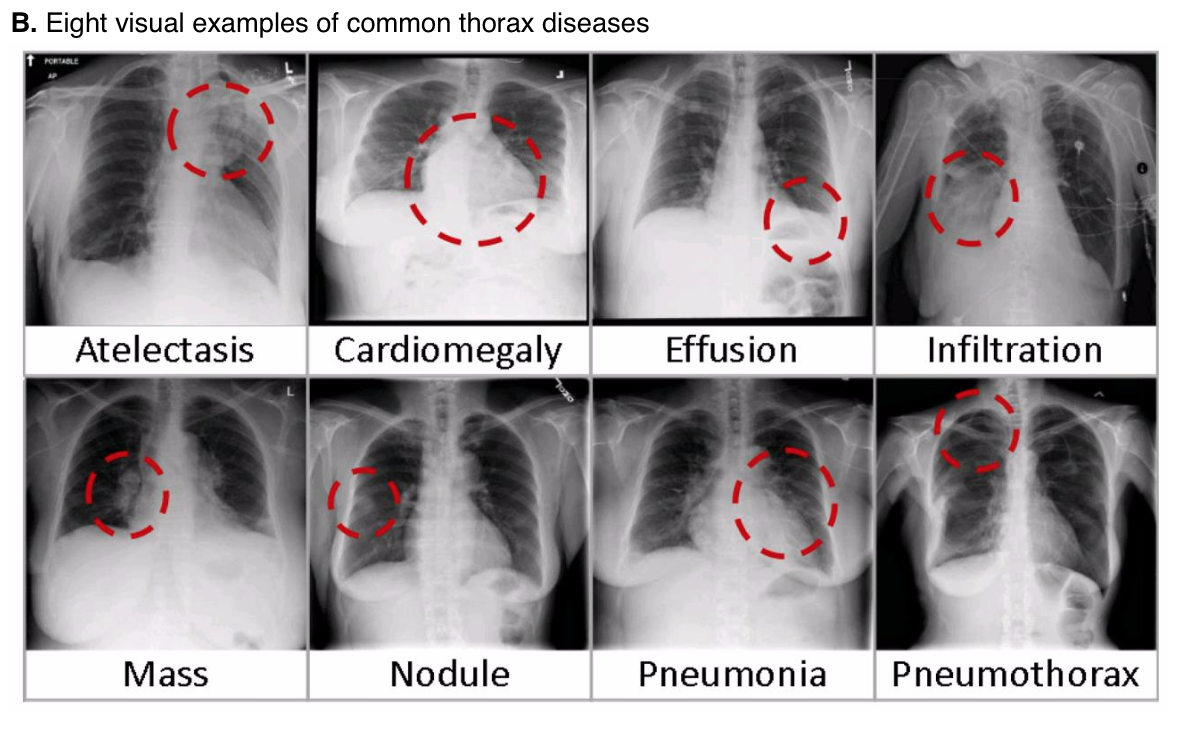 B. Eight visual examples of common thorax diseases
PORTABLE
AP
L
Atelectasis
Cardiomegaly
Effusion
Infiltration
L
Mass
Nodule
Pneumonia
Pneumothorax